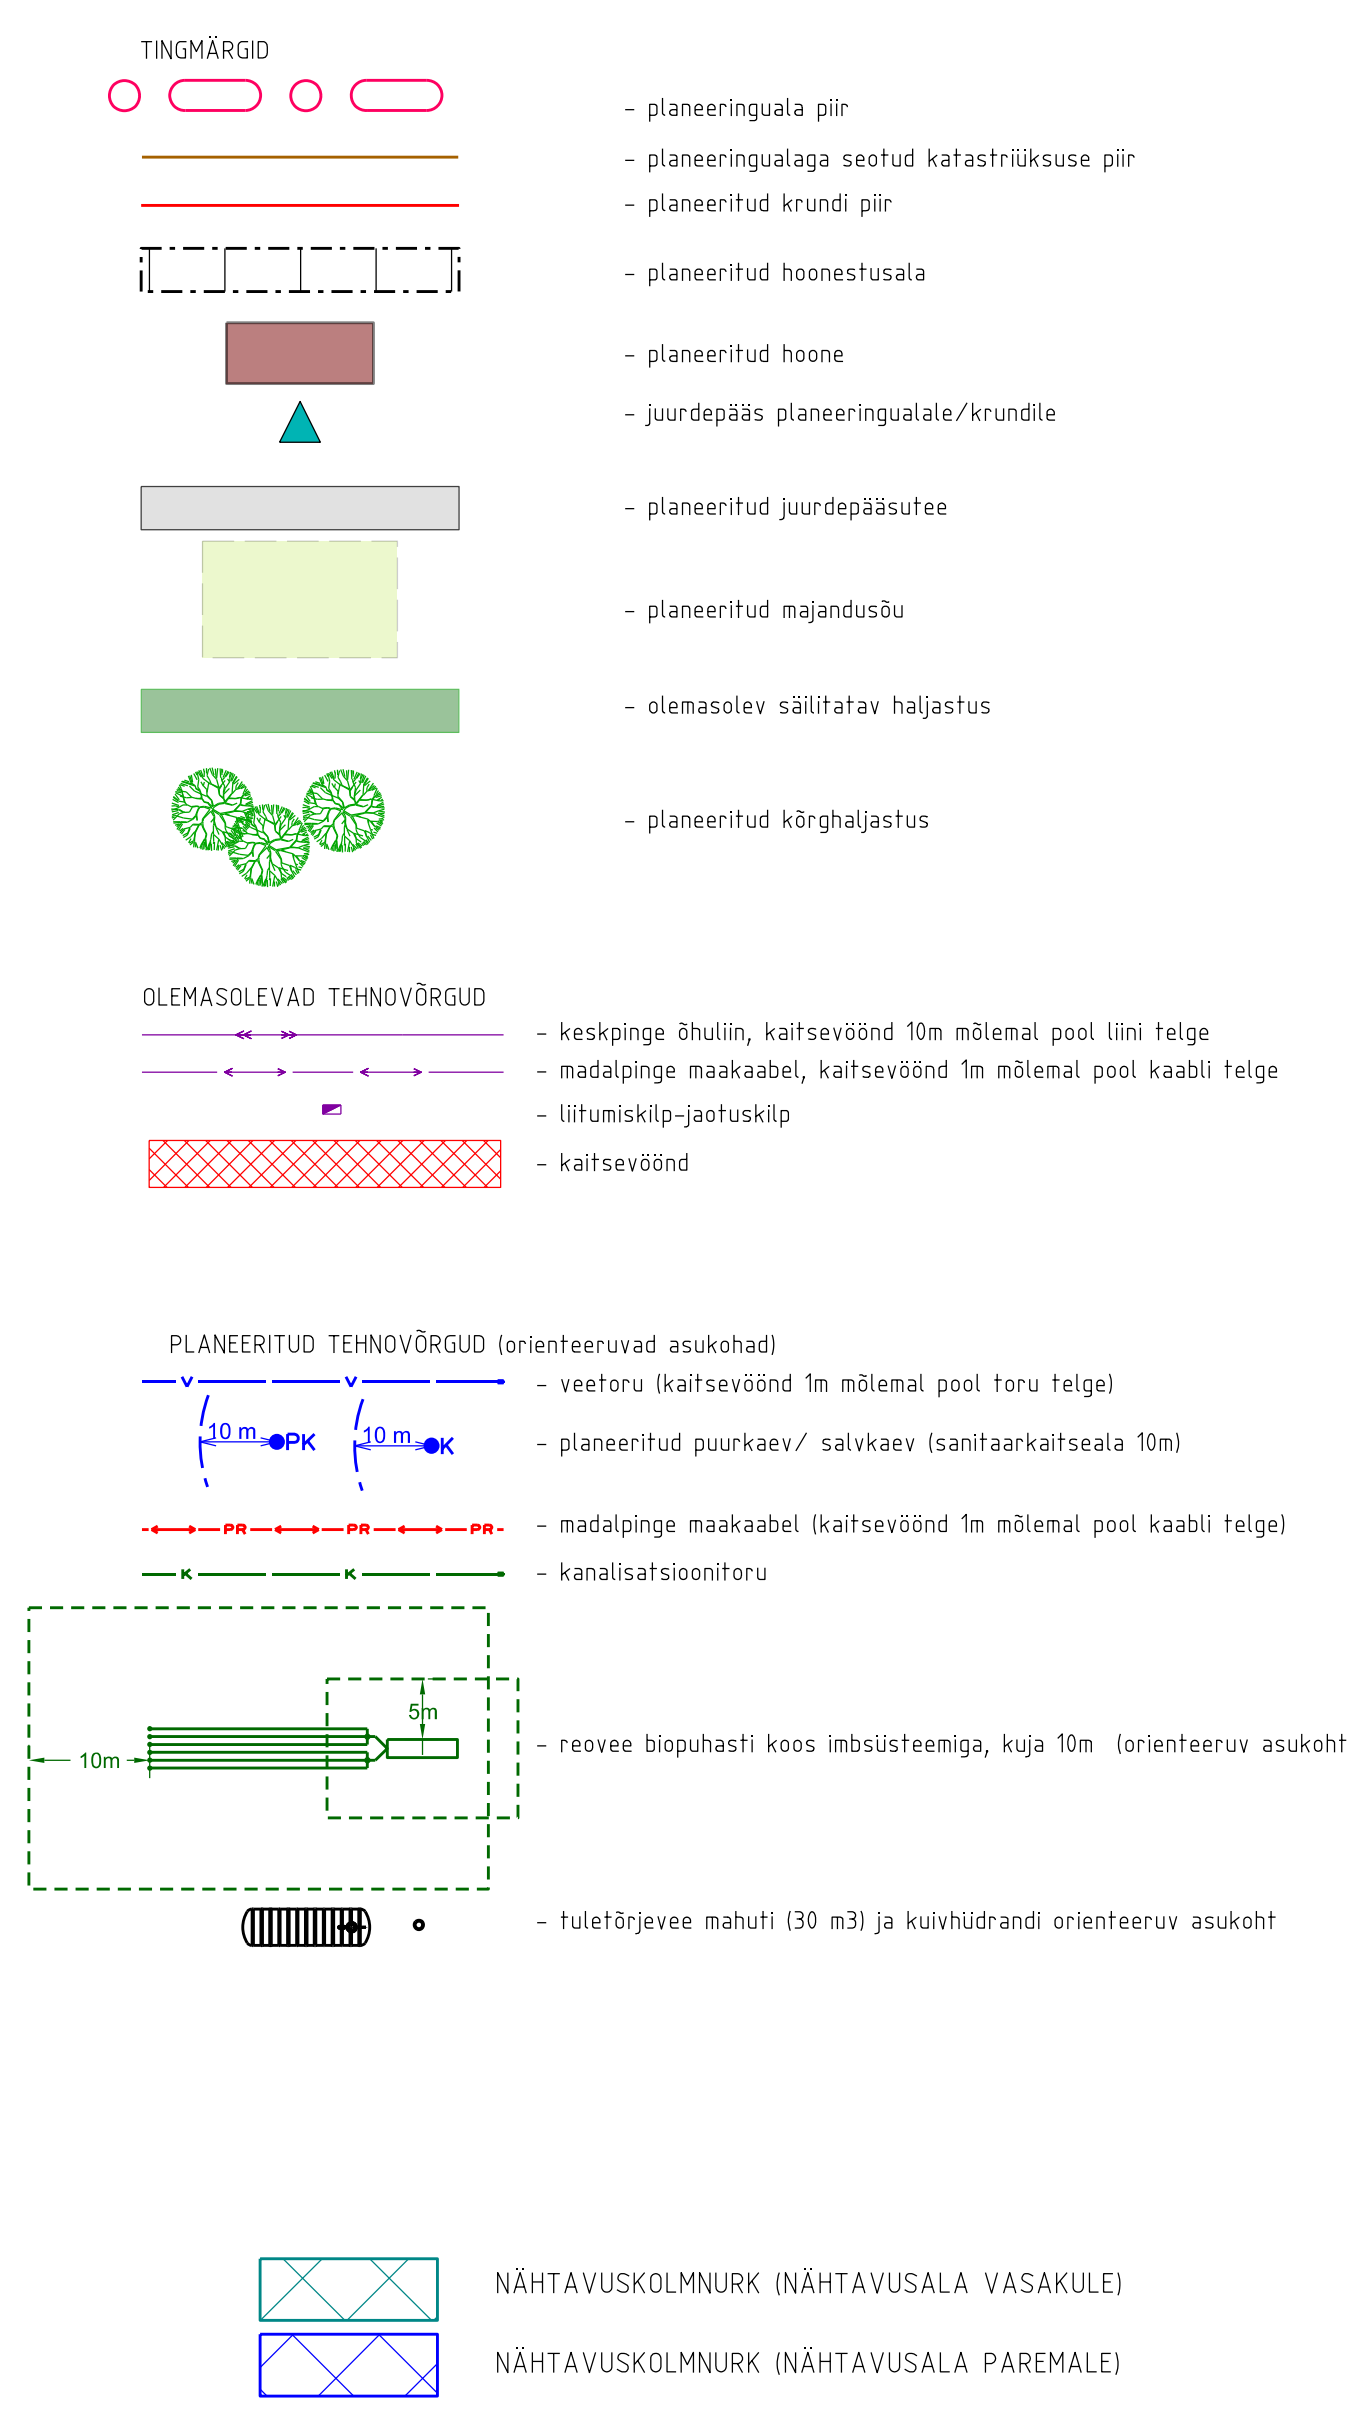 TINGMÄRGID
- planeeringuala piir
- planeeringualaga seotud katastriüksuse piir
- planeeritud krundi piir
- planeeritud hoonestusala
- planeeritud hoone
- juurdepääs planeeringualale/krundile
- planeeritud juurdepääsutee
- planeeritud majandusõu
- olemasolev säilitatav haljastus
- planeeritud kõrghaljastus
OLEMASOLEVAD TEHNOVÕRGUD
- keskpinge õhuliin, kaitsevöönd 10m mõlemal pool liini telge
- madalpinge maakaabel, kaitsevöönd 1m mõlemal pool kaabli telge
- liitumiskilp-jaotuskilp
- kaitsevöönd
PLANEERITUD TEHNOVÕRGUD (orienteeruvad asukohad)
V V
- veetoru (kaitsevöönd 1m mõlemal pool toru telge)
10 m PK 10 m K
- planeeritud puurkaev/ salvkaev (sanitaarkaitseala 10m)
PR PR PR
- madalpinge maakaabel (kaitsevöönd 1m mõlemal pool kaabli telge)
K K
- kanalisatsioonitoru
5m
10m
- reovee biopuhasti koos imbsüsteemiga, kuja 10m (orienteeruv asukoht
- tuletõrjevee mahuti (30 m3) ja kuivhüdrandi orienteeruv asukoht
NÄHTAVUSKOLMNURK (NÄHTAVUSALA VASAKULE)
NÄHTAVUSKOLMNURK (NÄHTAVUSALA PAREMALE)